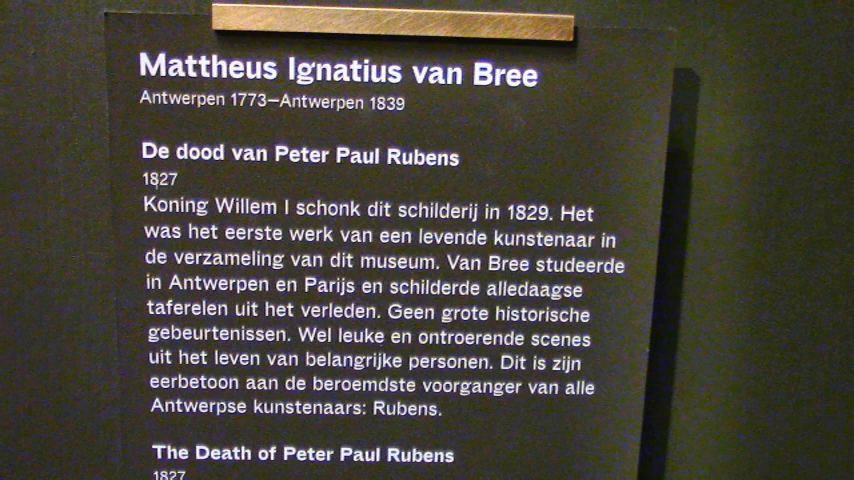 Mattheus Ignatius van Bree
Antwerpen 1773–Antwerpen 1839
De dood van Peter Paul Rubens
1827
Koning Willem I schonk dit schilderij in 1829. Het
was het eerste werk van een levende kunstenaar in
de verzameling van dit museum. Van Bree studeerde
in Antwerpen en Parijs en schilderde alledaagse
taferelen uit het verleden. Geen grote historische
gebeurtenissen. Wel leuke en ontroerende scenes
uit het leven van belangrijke personen. Dit is zijn
eerbetoon aan de beroemdste voorganger van alle
Antwerpse kunstenaars: Rubens.
The Death of Peter Paul Rubens
1827